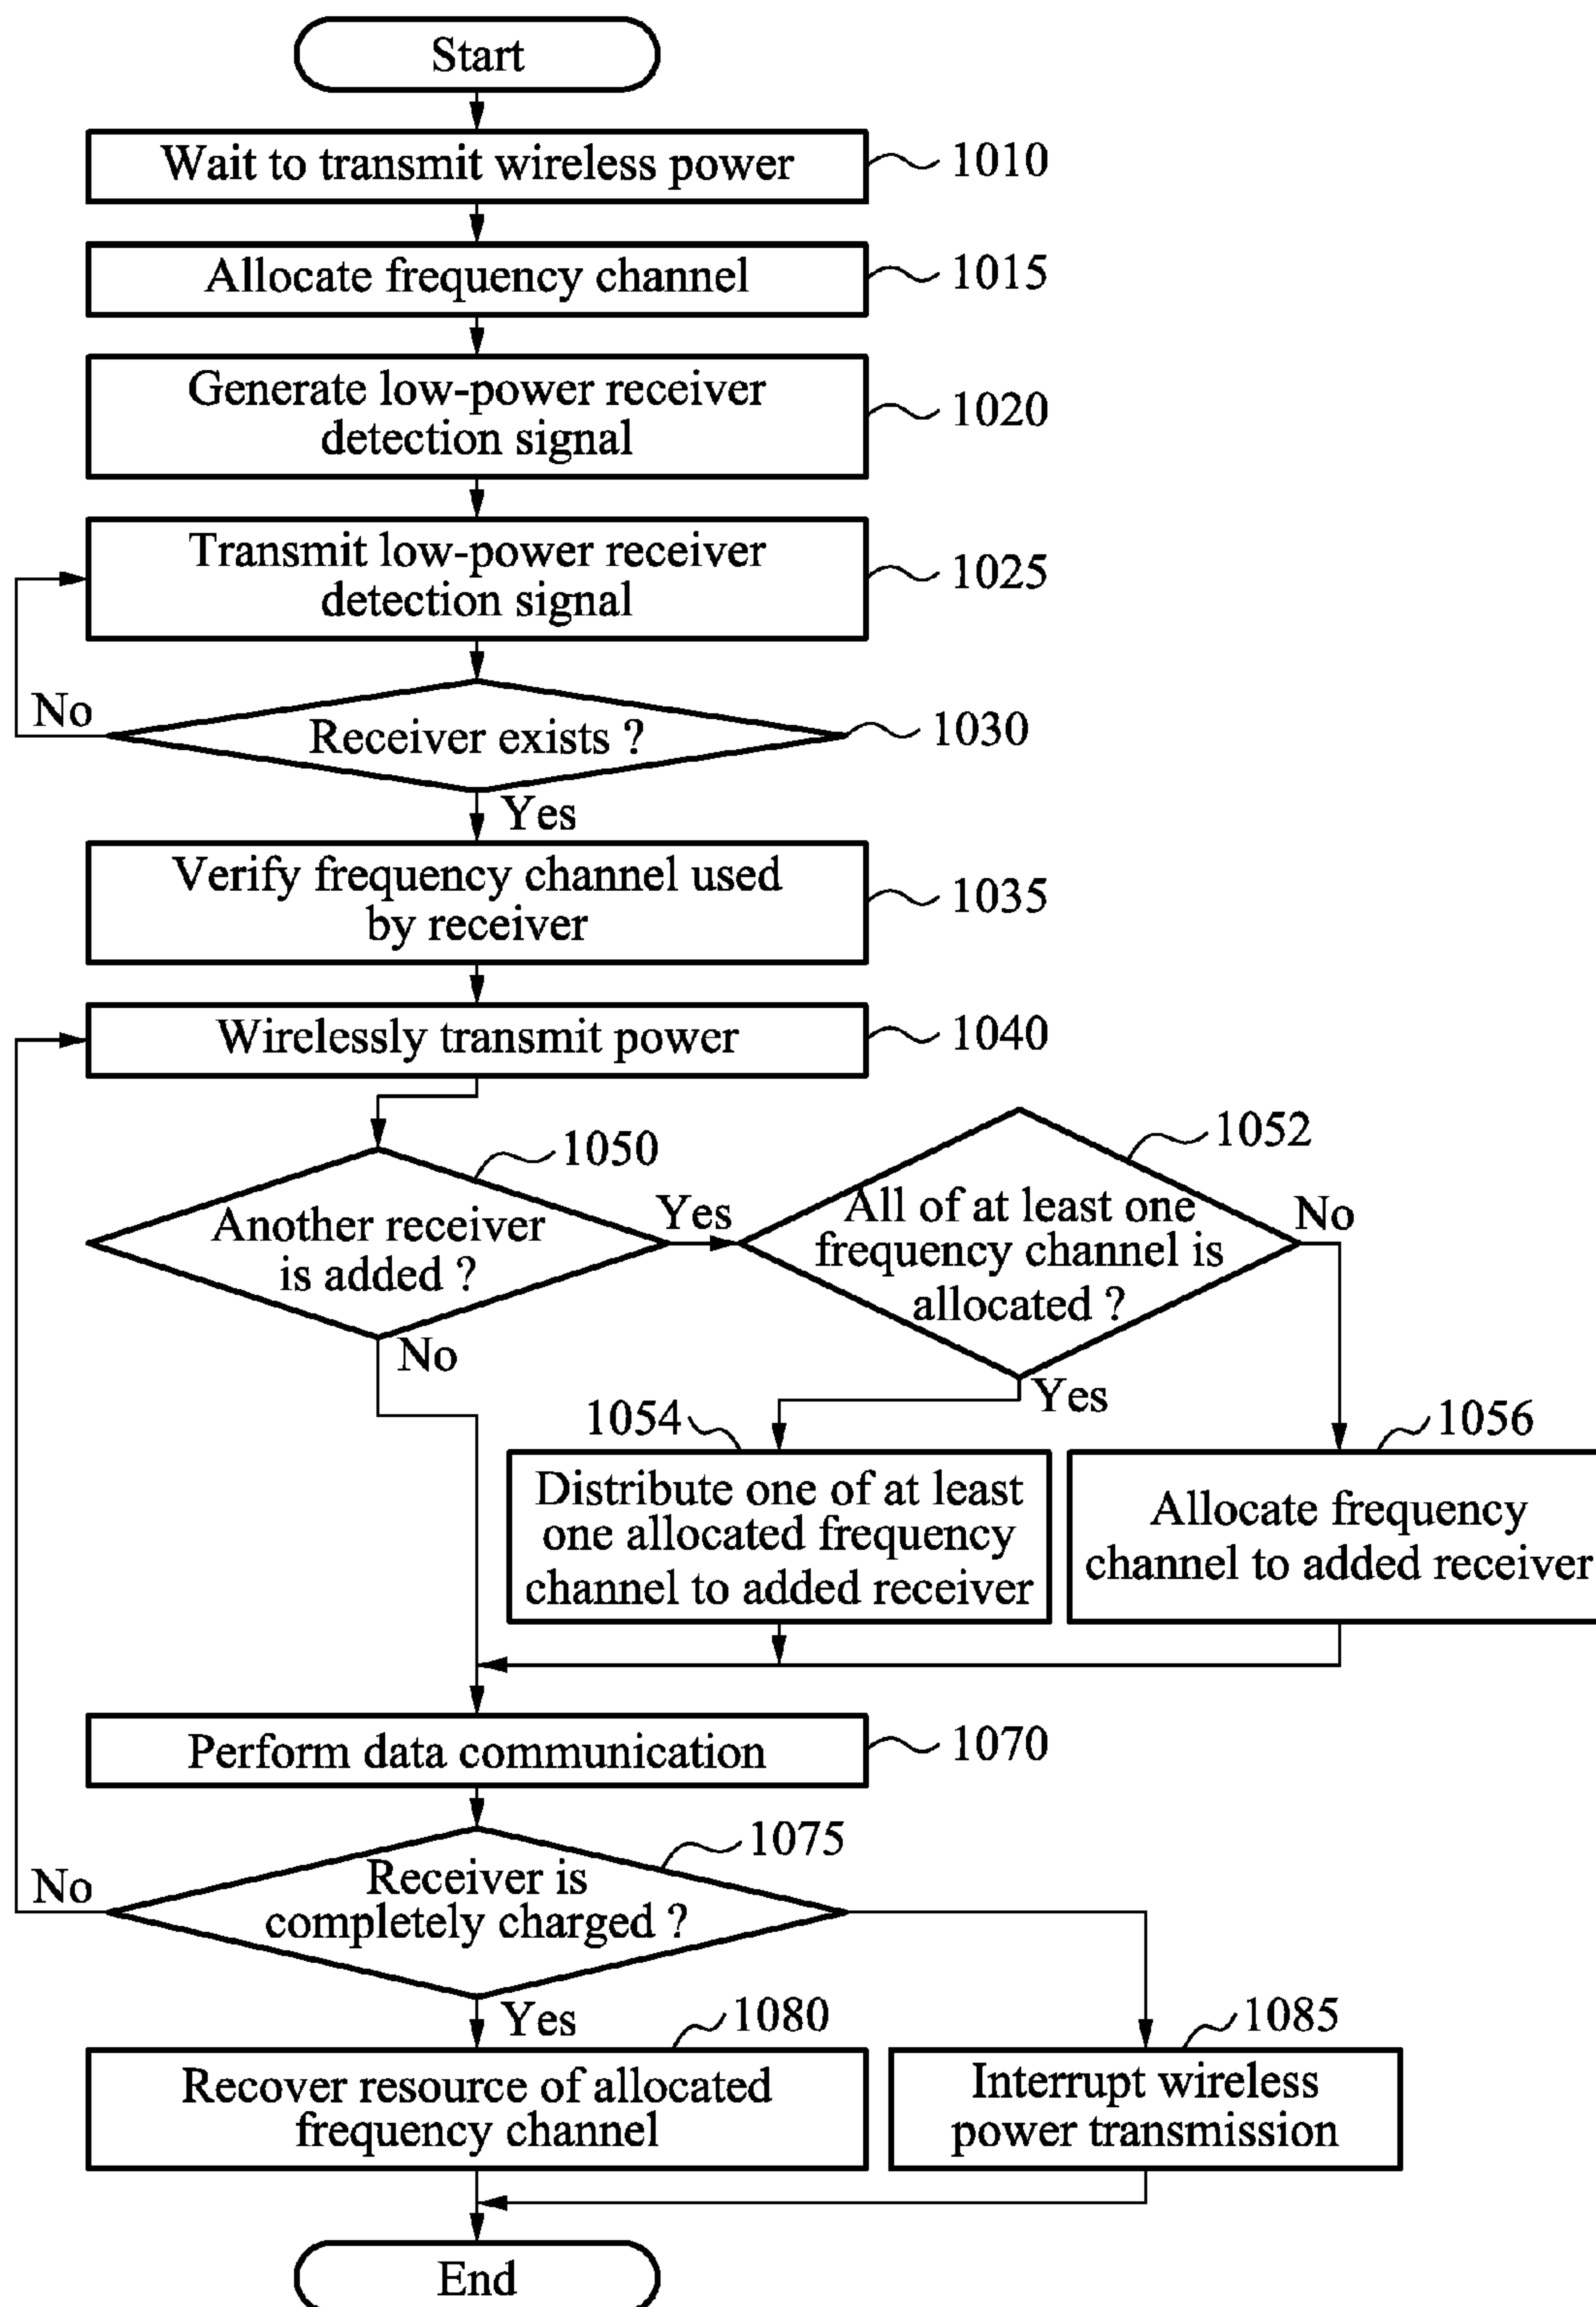 Start
Wait to transmit wireless power
1010
Allocate frequency channel
1015
Generate low-power receiver
detection signal
1020
Transmit low-power receiver
detection signal
1025
No
Receiver exists ?
1030
Yes
Verify frequency channel used
by receiver
1035
Wirelessly transmit power
1040
1050
Another receiver
is added ?
Yes
No
1052
All of at least one
frequency channel is
allocated ?
No
Yes
1054
Distribute one of at least
one allocated frequency
channel to added receiver
1056
Allocate frequency
channel to added receiver
Perform data communication
1070
1075
No
Receiver is
completely charged ?
Yes
1080
Recover resource of allocated
frequency channel
1085
Interrupt wireless
power transmission
End